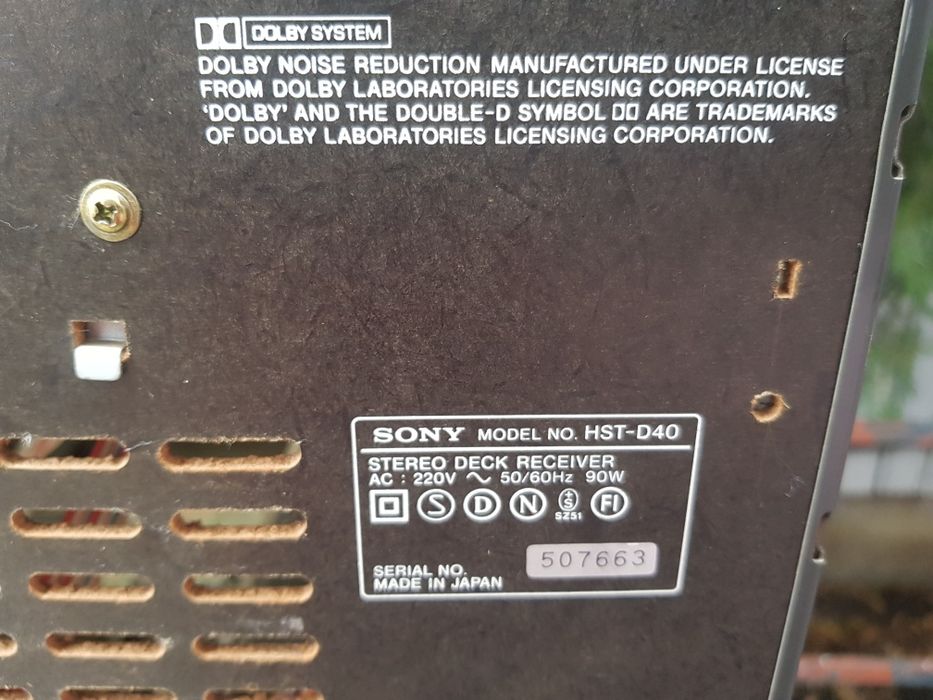 DOLBY SYSTEM
DOLBY NOISE REDUCTION MANUFACTURED UNDER LICENSE
FROM DOLBY LABORATORIES LICENSING CORPORATION.
'DOLBY' AND THE DOUBLE-D SYMBOL ARE TRADEMARKS
OF DOLBY LABORATORIES LICENSING CORPORATION.
SONY MODEL NO. HST-D40
STEREO DECK RECEIVER
AC : 220V ~ 50/60Hz 90W
S D N +S FI
SZ51
SERIAL NO. 507663
MADE IN JAPAN